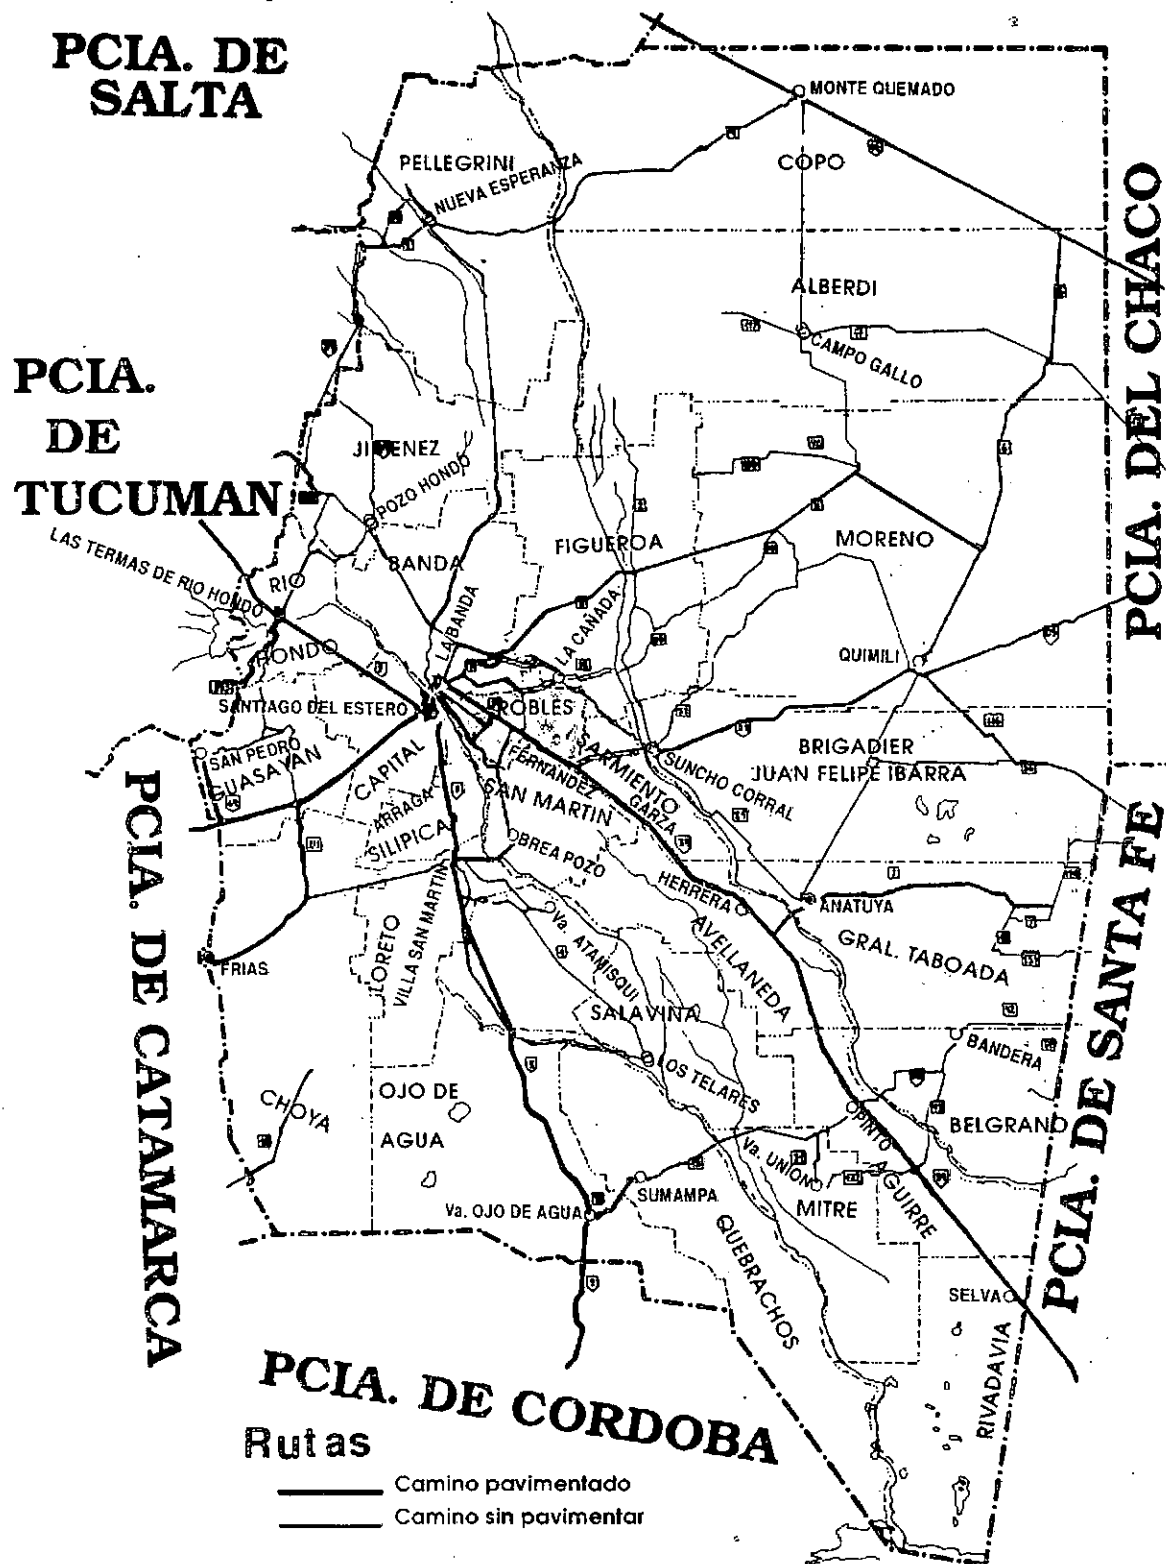 PCIA. DE
SALTA
MONTE QUEMADO
PELLEGRINI
NUEVA ESPERANZA
COPO
PCIA. DEL CHACO
ALBERDI
CAMPO GALLO
PCIA.
DE
TUCUMAN
JIMENEZ
POZO HONDO
LAS TERMAS DE RIO HONDO
RIO
HONDO
BANDA
LA BANDA
FIGUEROA
LA CAÑADA
MORENO
QUIMILI
SANTIAGO DEL ESTERO
ROBLES
SAN PEDRO
GUASAYAN
CAPITAL
FERNANDEZ
SARMIENTO
SUNCHO CORRAL
BRIGADIER
JUAN FELIPE IBARRA
ARRAGA
SILIPICA
SAN MARTIN
GARZA
BREA POZO
HERRERA
AÑATUYA
PCIA. DE CATAMARCA
FRIAS
LORETO
VILLA SAN MARTIN
Va. ATAMISQUI
AVELLANEDA
GRAL. TABOADA
SALAVINA
PCIA. DE SANTA FE
BANDERA
LOS TELARES
CHOYA
OJO DE
AGUA
PINTO
BELGRANO
Va. UNION
AGUIRRE
SUMAMPA
Va. OJO DE AGUA
MITRE
QUEBRACHOS
SELVA
RIVADAVIA
PCIA. DE CORDOBA
Rutas
Camino pavimentado
Camino sin pavimentar